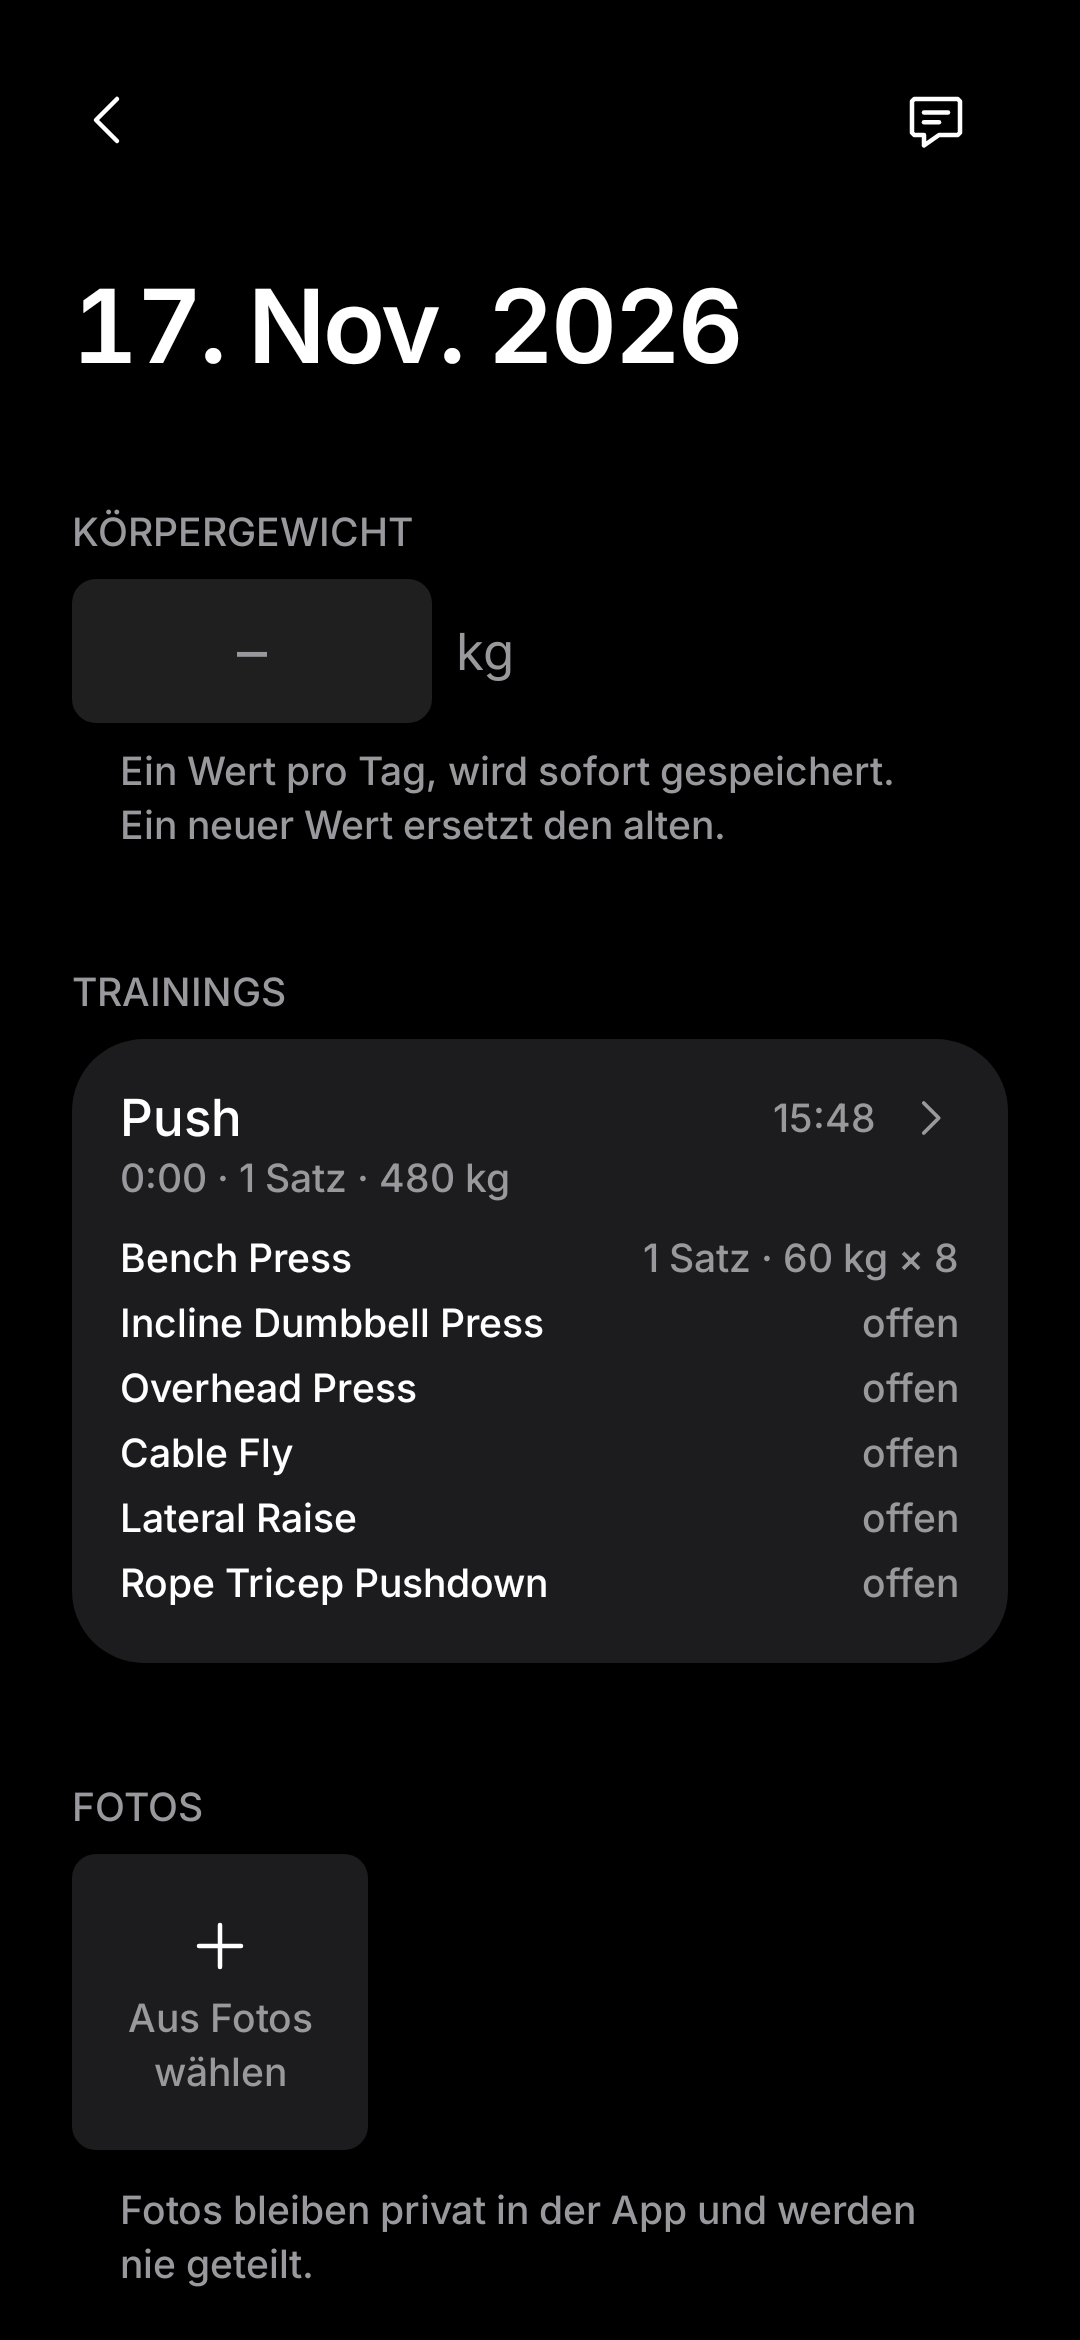 17. Nov. 2026
KÖRPERGEWICHT
– kg
Ein Wert pro Tag, wird sofort gespeichert.
Ein neuer Wert ersetzt den alten.
TRAININGS
Push 15:48
0:00 · 1 Satz · 480 kg
Bench Press 1 Satz · 60 kg × 8
Incline Dumbbell Press offen
Overhead Press offen
Cable Fly offen
Lateral Raise offen
Rope Tricep Pushdown offen
FOTOS
Aus Fotos
wählen
Fotos bleiben privat in der App und werden
nie geteilt.